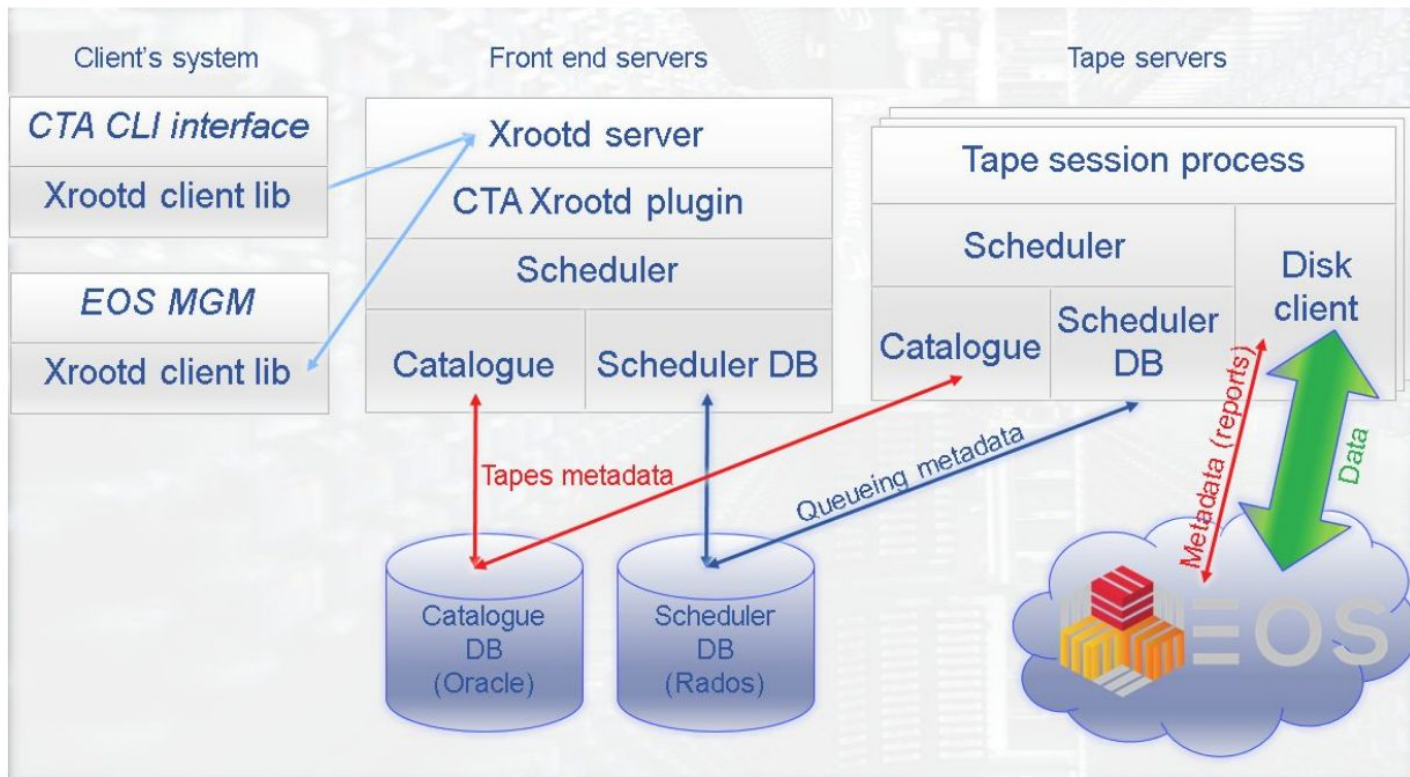 Client's system
Front end servers
Tape servers
CTA CLI interface
Xrootd client lib
EOS MGM
Xrootd client lib
Xrootd server
CTA Xrootd plugin
Scheduler
Catalogue
Scheduler DB
Tape session process
Scheduler
Catalogue
Scheduler
DB
Disk
client
Tapes metadata
Queueing metadata
Metadata (reports)
Data
Catalogue
DB
(Oracle)
Scheduler
DB
(Rados)
EOS